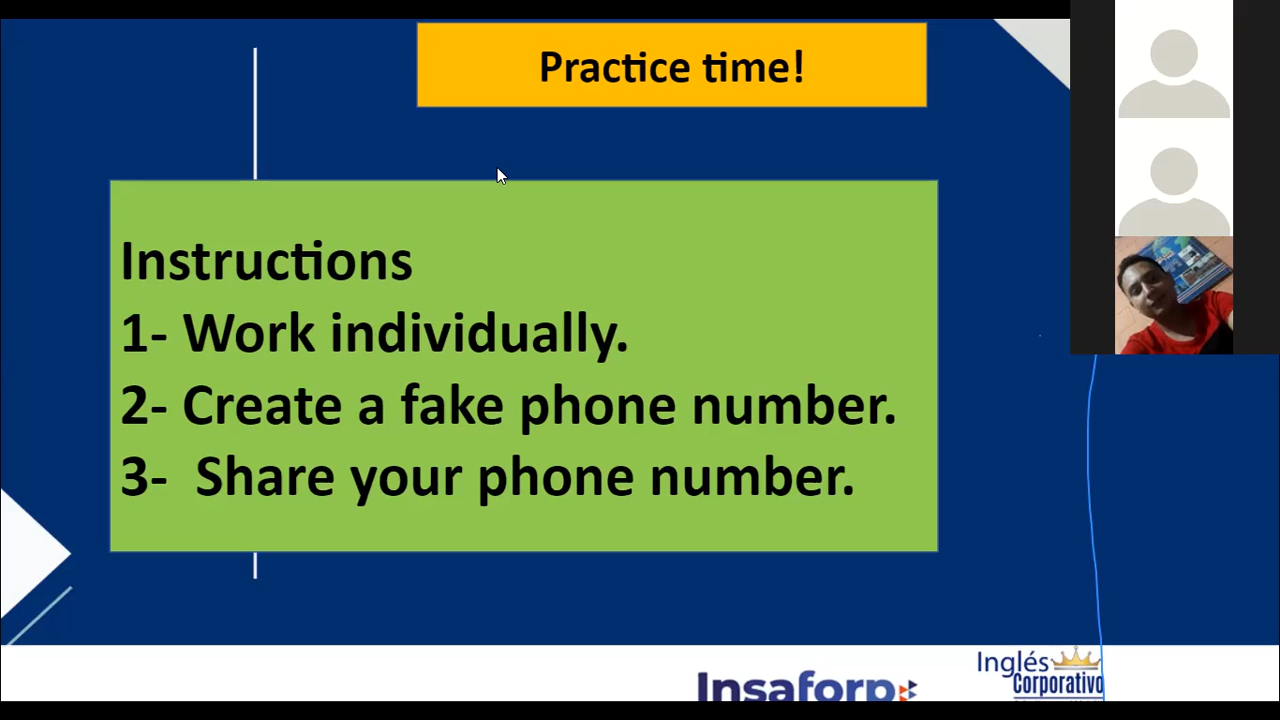 Practice time!
Instructions
1- Work individually.
2- Create a fake phone number.
3- Share your phone number.
Insaforp
Inglés
Corporativo